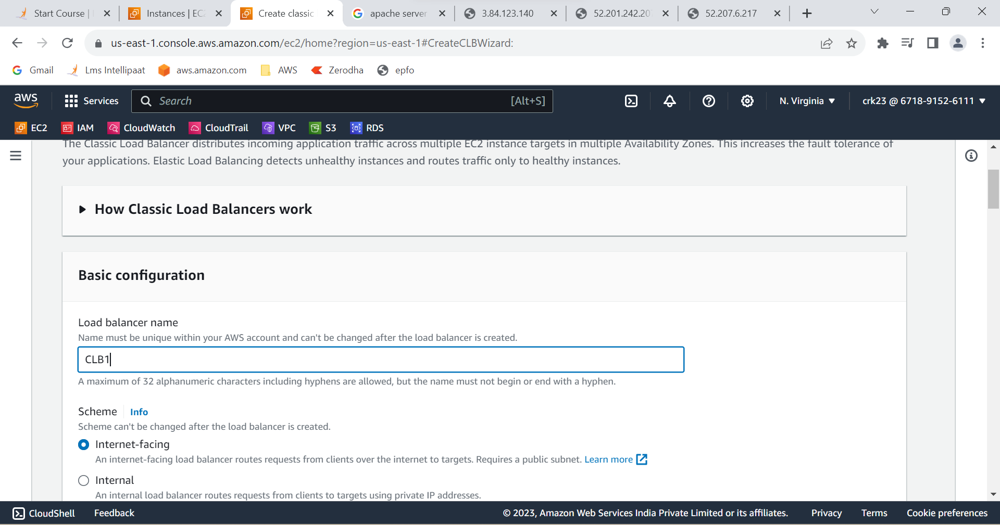 Start Course |
Instances | EC2
Create classic
apache server
3.84.123.140
52.201.242.207
52.207.6.217
us-east-1.console.aws.amazon.com/ec2/home?region=us-east-1#CreateCLBWizard:
Gmail
Lms Intellipaat
aws.amazon.com
AWS
Zerodha
epfo
aws
Services
Search
[Alt+S]
N. Virginia
crk23 @ 6718-9152-6111
EC2
IAM
CloudWatch
CloudTrail
VPC
S3
RDS
The Classic Load Balancer distributes incoming application traffic across multiple EC2 instance targets in multiple Availability Zones. This increases the fault tolerance of
your applications. Elastic Load Balancing detects unhealthy instances and routes traffic only to healthy instances.
How Classic Load Balancers work
Basic configuration
Load balancer name
Name must be unique within your AWS account and can't be changed after the load balancer is created.
CLB1
A maximum of 32 alphanumeric characters including hyphens are allowed, but the name must not begin or end with a hyphen.
Scheme Info
Scheme can't be changed after the load balancer is created.
Internet-facing
An internet-facing load balancer routes requests from clients over the internet to targets. Requires a public subnet. Learn more
Internal
An internal load balancer routes requests from clients to targets using private IP addresses.
CloudShell
Feedback
© 2023, Amazon Web Services India Private Limited or its affiliates.
Privacy
Terms
Cookie preferences